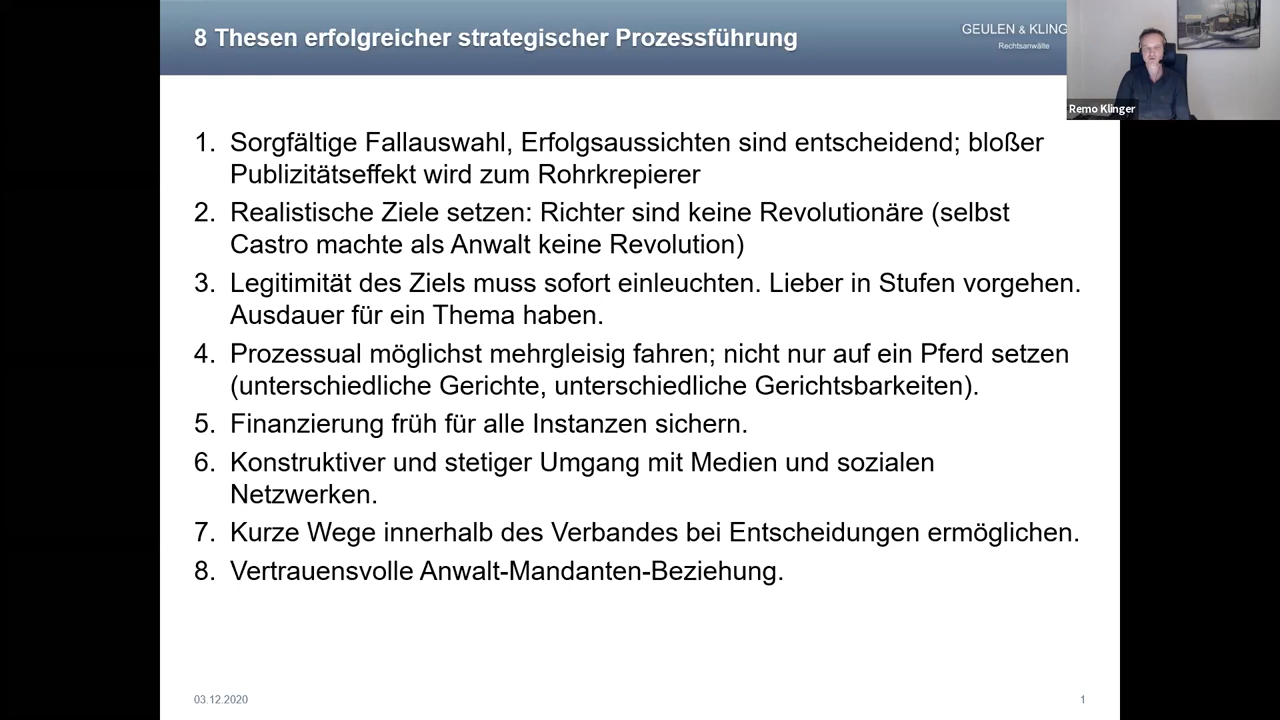 8 Thesen erfolgreicher strategischer Prozessführung
GEULEN & KLING
Rechtsanwälte
Remo Klinger
1. Sorgfältige Fallauswahl, Erfolgsaussichten sind entscheidend; bloßer
Publizitätseffekt wird zum Rohrkrepierer
2. Realistische Ziele setzen: Richter sind keine Revolutionäre (selbst
Castro machte als Anwalt keine Revolution)
3. Legitimität des Ziels muss sofort einleuchten. Lieber in Stufen vorgehen.
Ausdauer für ein Thema haben.
4. Prozessual möglichst mehrgleisig fahren; nicht nur auf ein Pferd setzen
(unterschiedliche Gerichte, unterschiedliche Gerichtsbarkeiten).
5. Finanzierung früh für alle Instanzen sichern.
6. Konstruktiver und stetiger Umgang mit Medien und sozialen
Netzwerken.
7. Kurze Wege innerhalb des Verbandes bei Entscheidungen ermöglichen.
8. Vertrauensvolle Anwalt-Mandanten-Beziehung.
03.12.2020
1